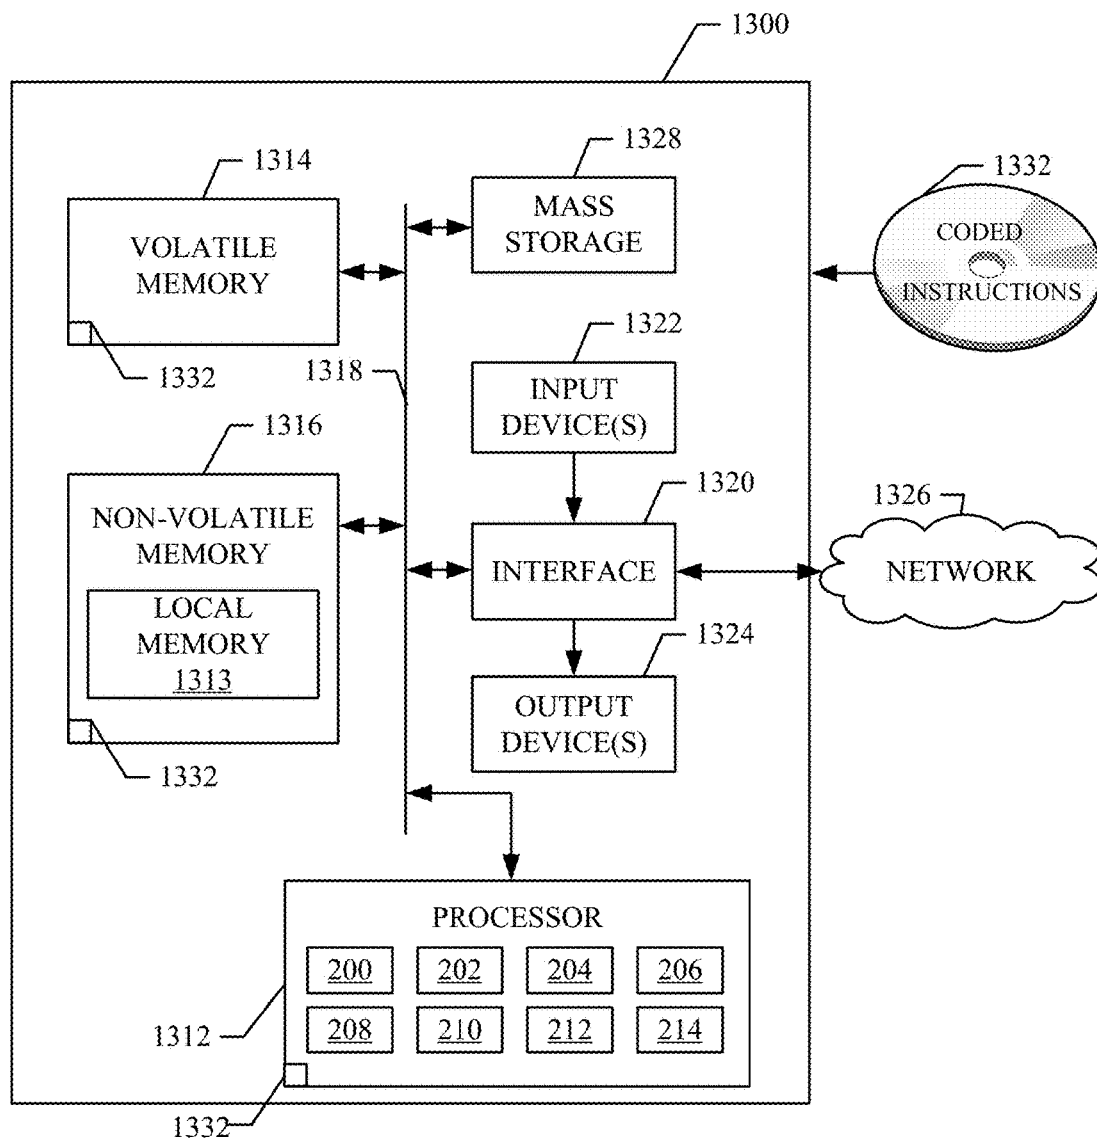 1300
1314
1328
1332
VOLATILE
MEMORY
MASS
STORAGE
CODED
INSTRUCTIONS
1332
1318
1322
INPUT
DEVICE(S)
1316
NON-VOLATILE
MEMORY
LOCAL
MEMORY
1313
1332
1320
INTERFACE
1326
NETWORK
1324
OUTPUT
DEVICE(S)
PROCESSOR
200 202 204 206
208 210 212 214
1312
1332